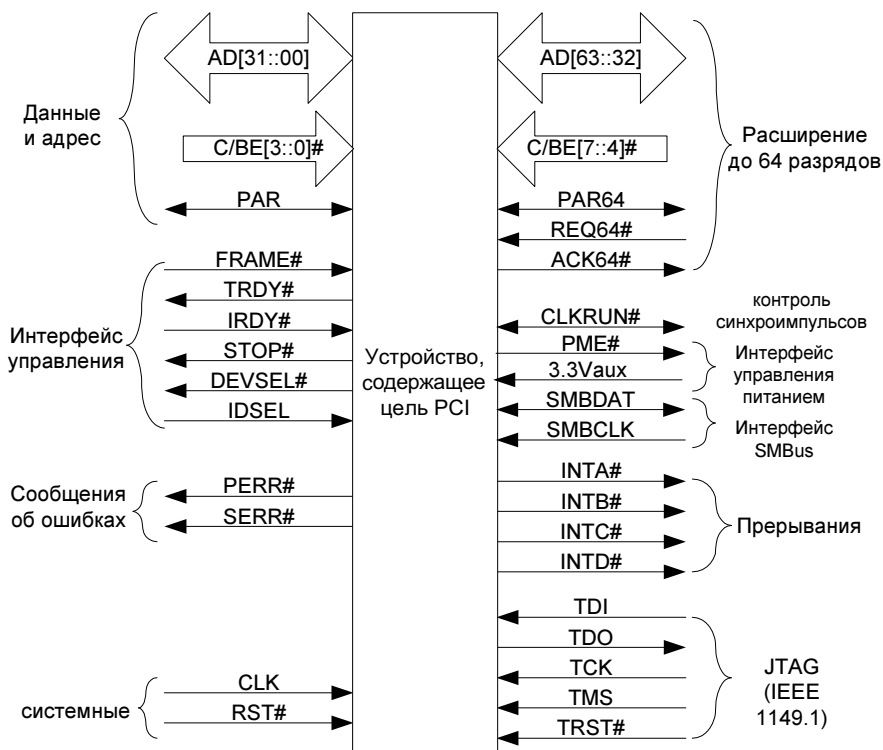 Данные
и адрес
AD[31::00]
C/BE[3::0]#
PAR
Интерфейс
управления
FRAME#
TRDY#
IRDY#
STOP#
DEVSEL#
IDSEL
Сообщения
об ошибках
PERR#
SERR#
системные
CLK
RST#
Устройство,
содержащее
цель PCI
AD[63::32]
C/BE[7::4]#
PAR64
REQ64#
ACK64#
Расширение
до 64 разрядов
CLKRUN#
контроль
синхроимпульсов
PME#
3.3Vaux
Интерфейс
управления
питанием
SMBDAT
SMBCLK
Интерфейс
SMBus
INTA#
INTB#
INTC#
INTD#
Прерывания
TDI
TDO
TCK
TMS
TRST#
JTAG
(IEEE
1149.1)